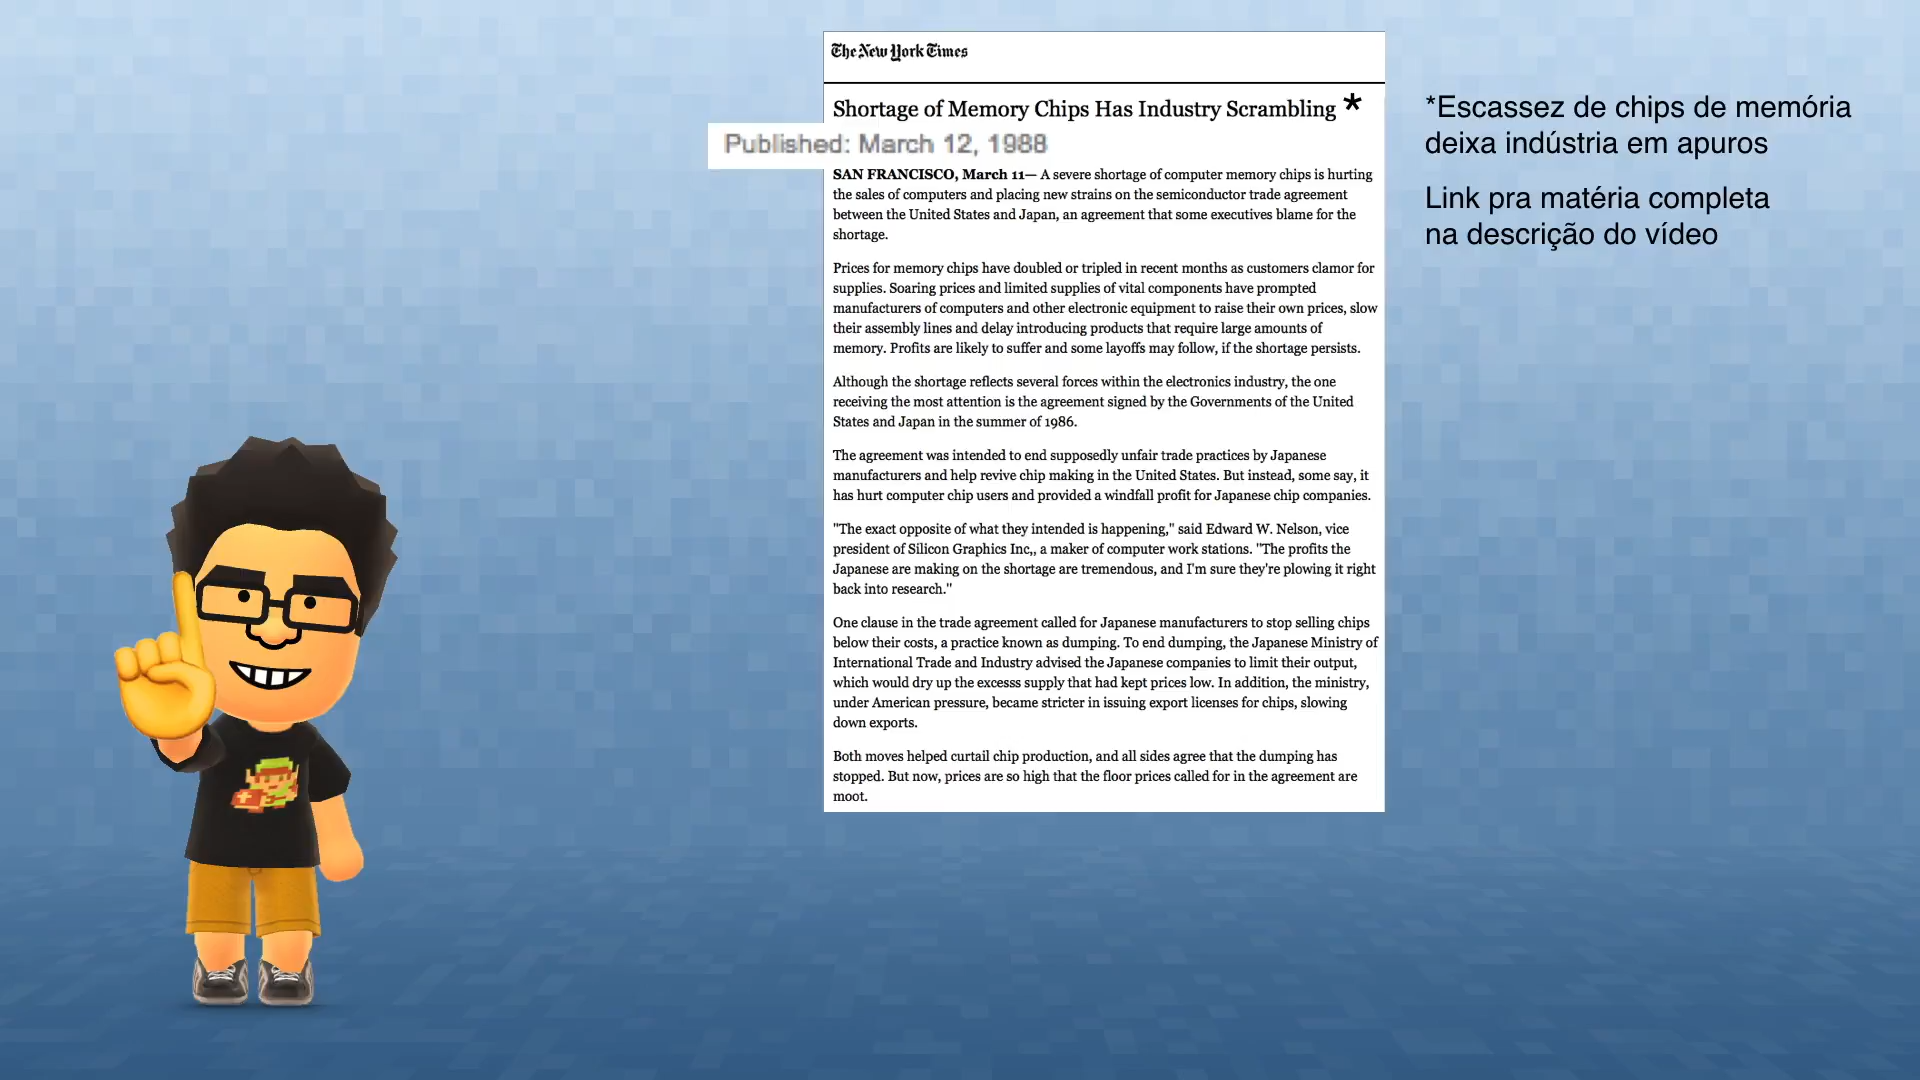 The New York Times
Shortage of Memory Chips Has Industry Scrambling *
Published: March 12, 1988
SAN FRANCISCO, March 11— A severe shortage of computer memory chips is hurting
the sales of computers and placing new strains on the semiconductor trade agreement
between the United States and Japan, an agreement that some executives blame for the
shortage.
Prices for memory chips have doubled or tripled in recent months as customers clamor for
supplies. Soaring prices and limited supplies of vital components have prompted
manufacturers of computers and other electronic equipment to raise their own prices, slow
their assembly lines and delay introducing products that require large amounts of
memory. Profits are likely to suffer and some layoffs may follow, if the shortage persists.
Although the shortage reflects several forces within the electronics industry, the one
receiving the most attention is the agreement signed by the Governments of the United
States and Japan in the summer of 1986.
The agreement was intended to end supposedly unfair trade practices by Japanese
manufacturers and help revive chip making in the United States. But instead, some say, it
has hurt computer chip users and provided a windfall profit for Japanese chip companies.
"The exact opposite of what they intended is happening," said Edward W. Nelson, vice
president of Silicon Graphics Inc,, a maker of computer work stations. "The profits the
Japanese are making on the shortage are tremendous, and I'm sure they're plowing it right
back into research."
One clause in the trade agreement called for Japanese manufacturers to stop selling chips
below their costs, a practice known as dumping. To end dumping, the Japanese Ministry of
International Trade and Industry advised the Japanese companies to limit their output,
which would dry up the excesss supply that had kept prices low. In addition, the ministry,
under American pressure, became stricter in issuing export licenses for chips, slowing
down exports.
Both moves helped curtail chip production, and all sides agree that the dumping has
stopped. But now, prices are so high that the floor prices called for in the agreement are
moot.
*Escassez de chips de memória
deixa indústria em apuros
Link pra matéria completa
na descrição do vídeo